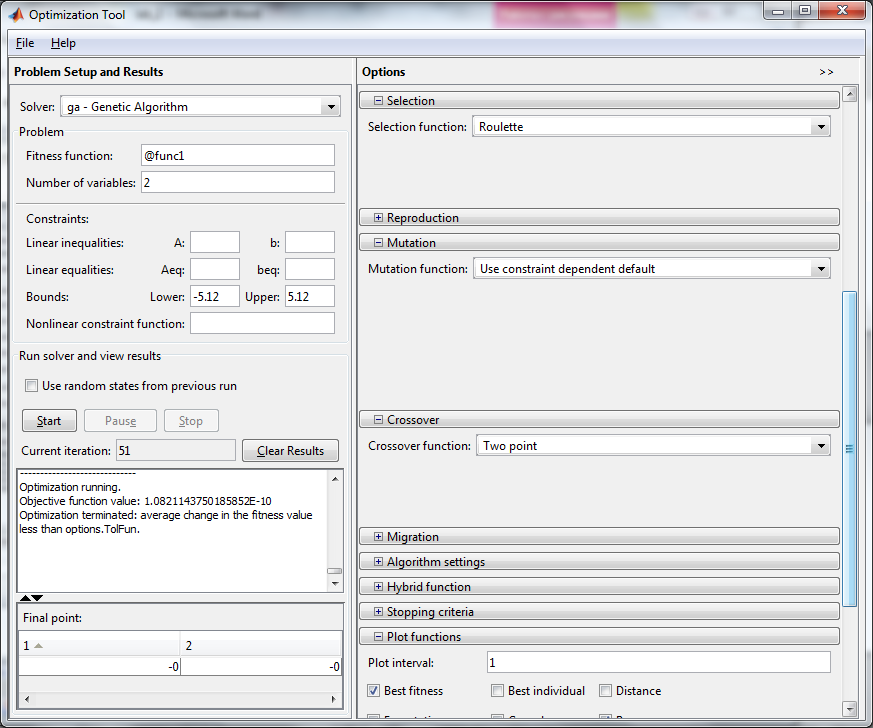 Optimization Tool
File Help
Problem Setup and Results
Solver: ga - Genetic Algorithm
Problem
Fitness function: @func1
Number of variables: 2
Constraints:
Linear inequalities: A: b:
Linear equalities: Aeq: beq:
Bounds: Lower: -5.12 Upper: 5.12
Nonlinear constraint function:
Run solver and view results
Use random states from previous run
Start Pause Stop
Current iteration: 51 Clear Results
------------------------------
Optimization running.
Objective function value: 1.0821143750185852E-10
Optimization terminated: average change in the fitness value
less than options.TolFun.
Final point:
1 2
-0 -0
Options >>
Selection
Selection function: Roulette
Reproduction
Mutation
Mutation function: Use constraint dependent default
Crossover
Crossover function: Two point
Migration
Algorithm settings
Hybrid function
Stopping criteria
Plot functions
Plot interval: 1
Best fitness Best individual Distance